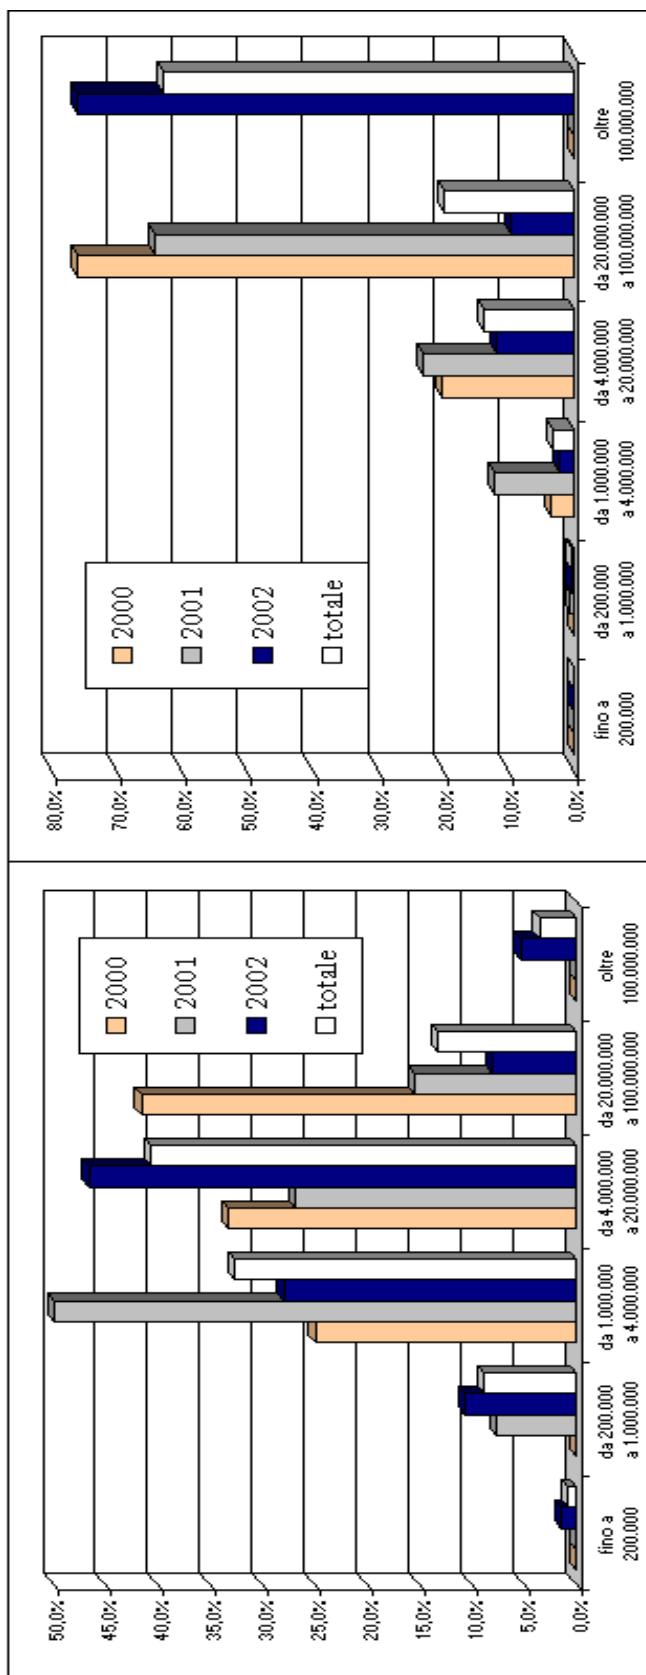 50,0%
45,0%
40,0%
35,0%
30,0%
25,0%
20,0%
15,0%
10,0%
5,0%
0,0%
fino a
200.000
da 200.000
a 1.000.000
da 1.000.000
a 4.000.000
da 4.000.000
a 20.000.000
da 20.000.000
a 100.000.000
oltre
100.000.000
2000
2001
2002
totale
80,0%
70,0%
60,0%
50,0%
40,0%
30,0%
20,0%
10,0%
0,0%
fino a
200.000
da 200.000
a 1.000.000
da 1.000.000
a 4.000.000
da 4.000.000
a 20.000.000
da 20.000.000
a 100.000.000
oltre
100.000.000
2000
2001
2002
totale